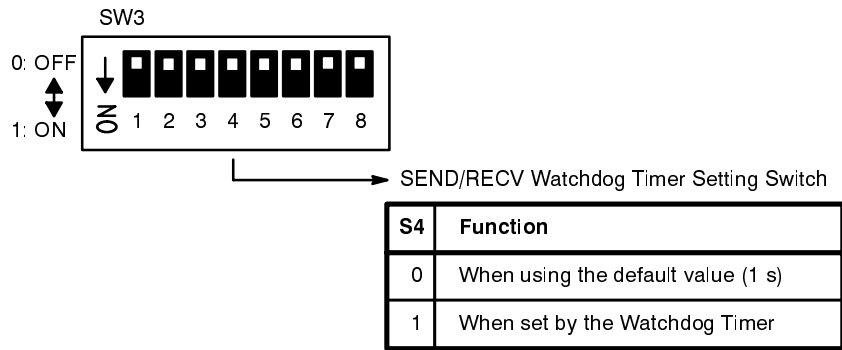 SW3
0: OFF
1: ON
ON
1 2 3 4 5 6 7 8
SEND/RECV Watchdog Timer Setting Switch
S4 Function
0 When using the default value (1 s)
1 When set by the Watchdog Timer